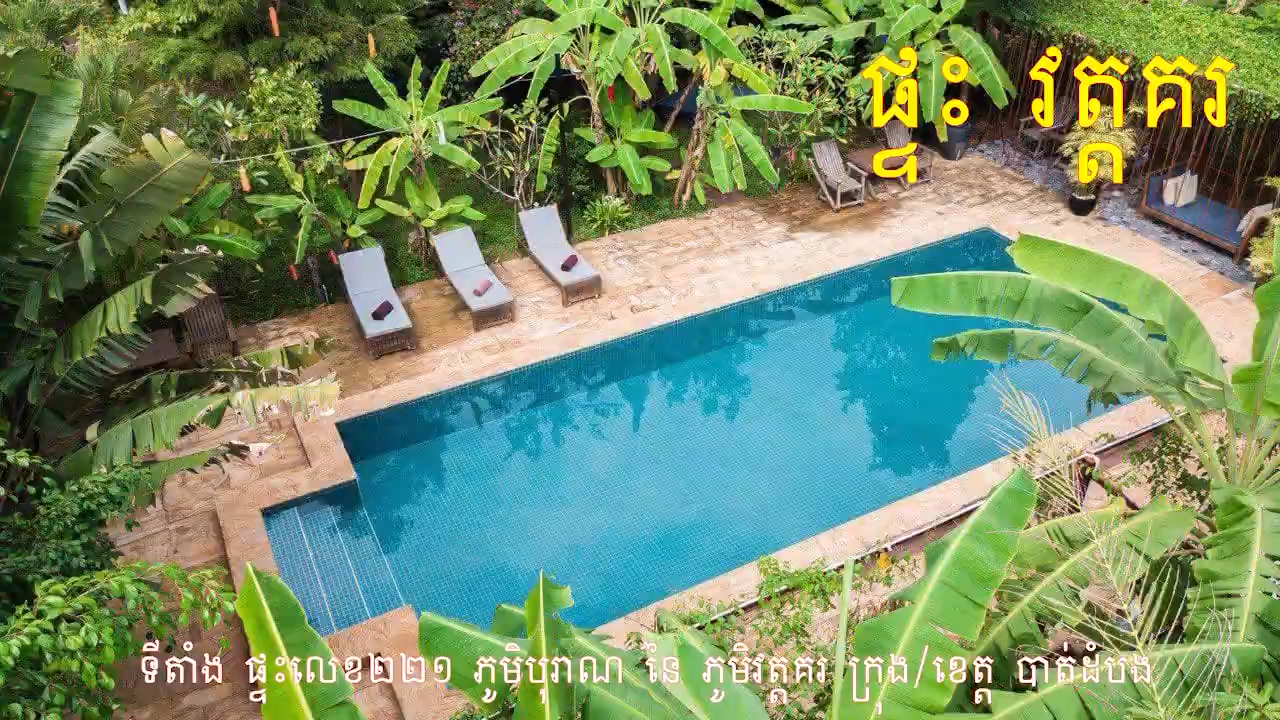 ផ្ទះ វត្តគរ
ទីតាំង ផ្ទះលេខ២២១ ភូមិបុរាណ នៃ ភូមិវត្តគរ ក្រុង/ខេត្ត បាត់ដំបង